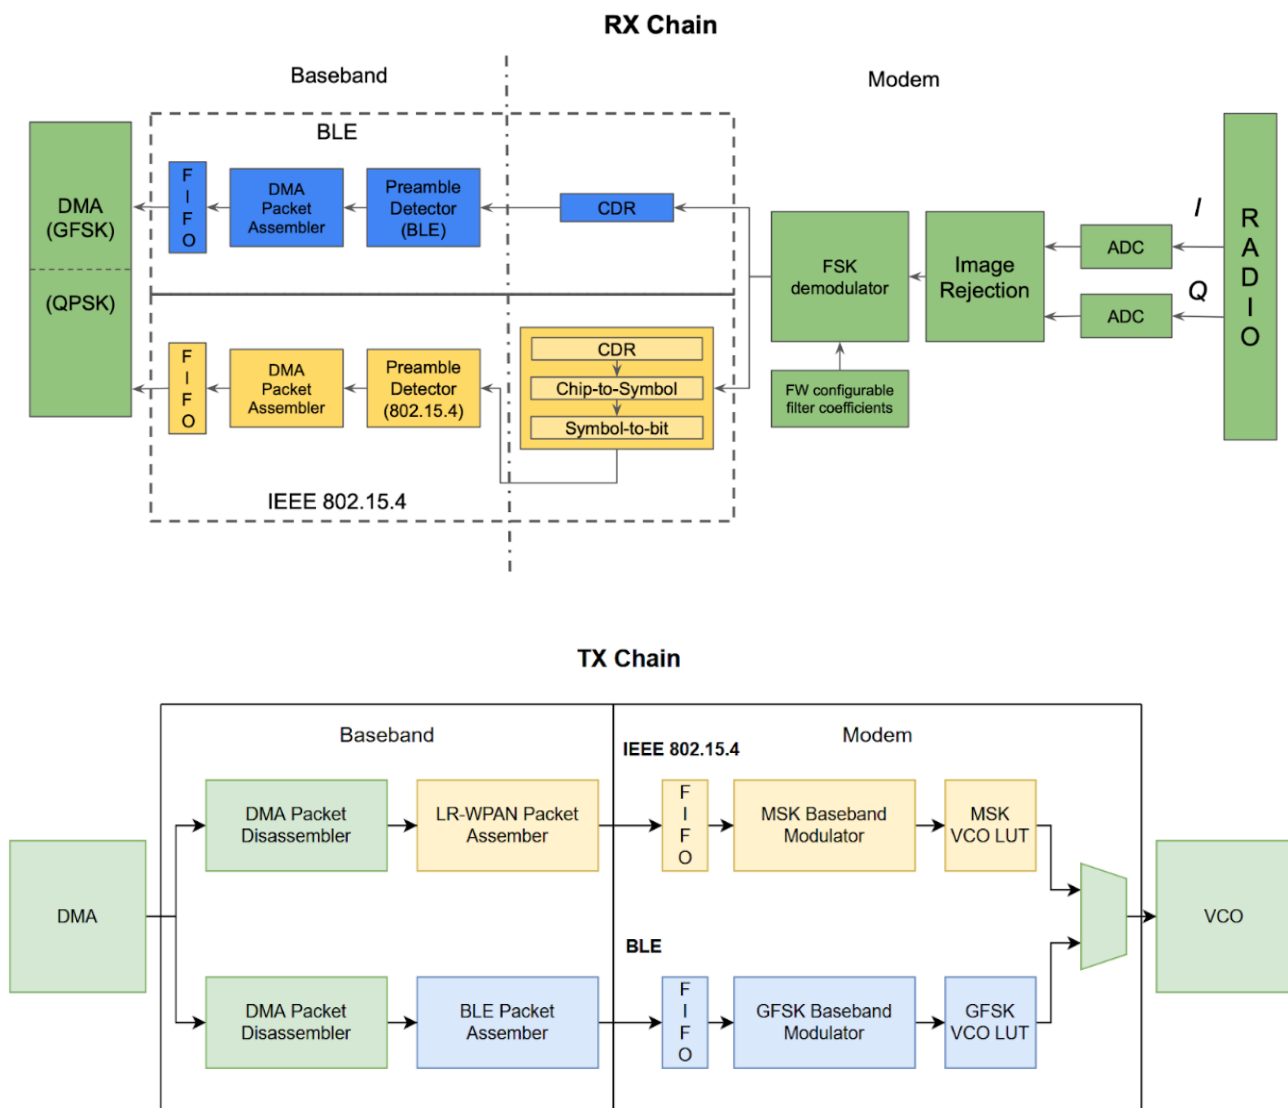 RX Chain
Baseband
Modem
BLE
DMA
(GFSK)
(QPSK)
F
I
F
O
DMA
Packet
Assembler
Preamble
Detector
(BLE)
CDR
FSK
demodulator
Image
Rejection
ADC
I
ADC
Q
R
A
D
I
O
F
I
F
O
DMA
Packet
Assembler
Preamble
Detector
(802.15.4)
CDR
Chip-to-Symbol
Symbol-to-bit
FW configurable
filter coefficients
IEEE 802.15.4
TX Chain
Baseband
Modem
IEEE 802.15.4
DMA
DMA Packet
Disassembler
LR-WPAN Packet
Assember
F
I
F
O
MSK Baseband
Modulator
MSK
VCO LUT
VCO
BLE
DMA Packet
Disassembler
BLE Packet
Assember
F
I
F
O
GFSK Baseband
Modulator
GFSK
VCO LUT